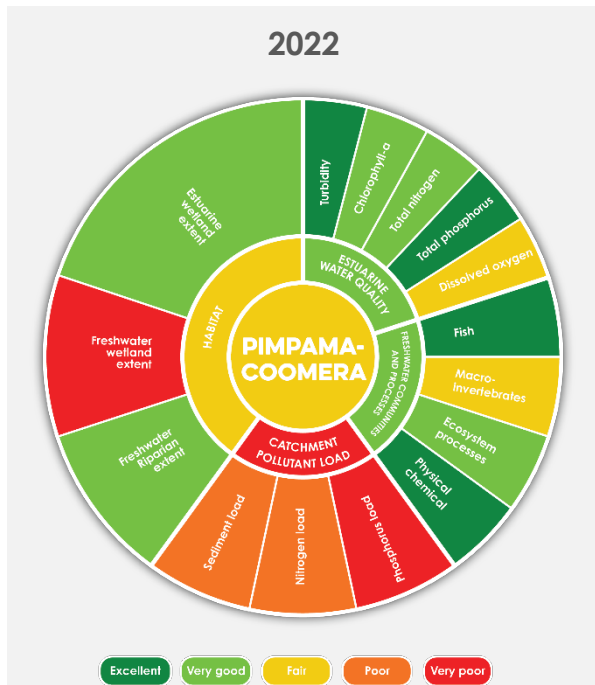 2022
Turbidity
Chlorophyll-a
Total nitrogen
Total phosphorus
Dissolved oxygen
Fish
Macro-
invertebrates
Ecosystem
processes
Physical
chemical
Phosphorus load
Nitrogen load
Sediment load
Freshwater
Riparian
extent
Freshwater
wetland
extent
Estuarine
wetland
extent
ESTUARINE
WATER QUALITY
FRESHWATER COMMUNITIES
AND PROCESSES
CATCHMENT
POLLUTANT LOAD
HABITAT
PIMPAMA-
COOMERA
Excellent
Very good
Fair
Poor
Very poor